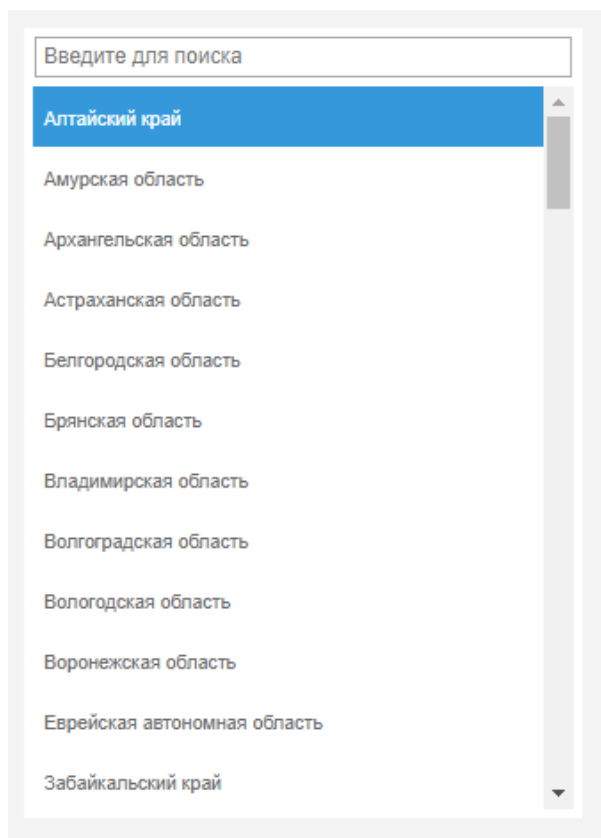 Введите для поиска
Алтайский край
Амурская область
Архангельская область
Астраханская область
Белгородская область
Брянская область
Владимирская область
Волгоградская область
Вологодская область
Воронежская область
Еврейская автономная область
Забайкальский край